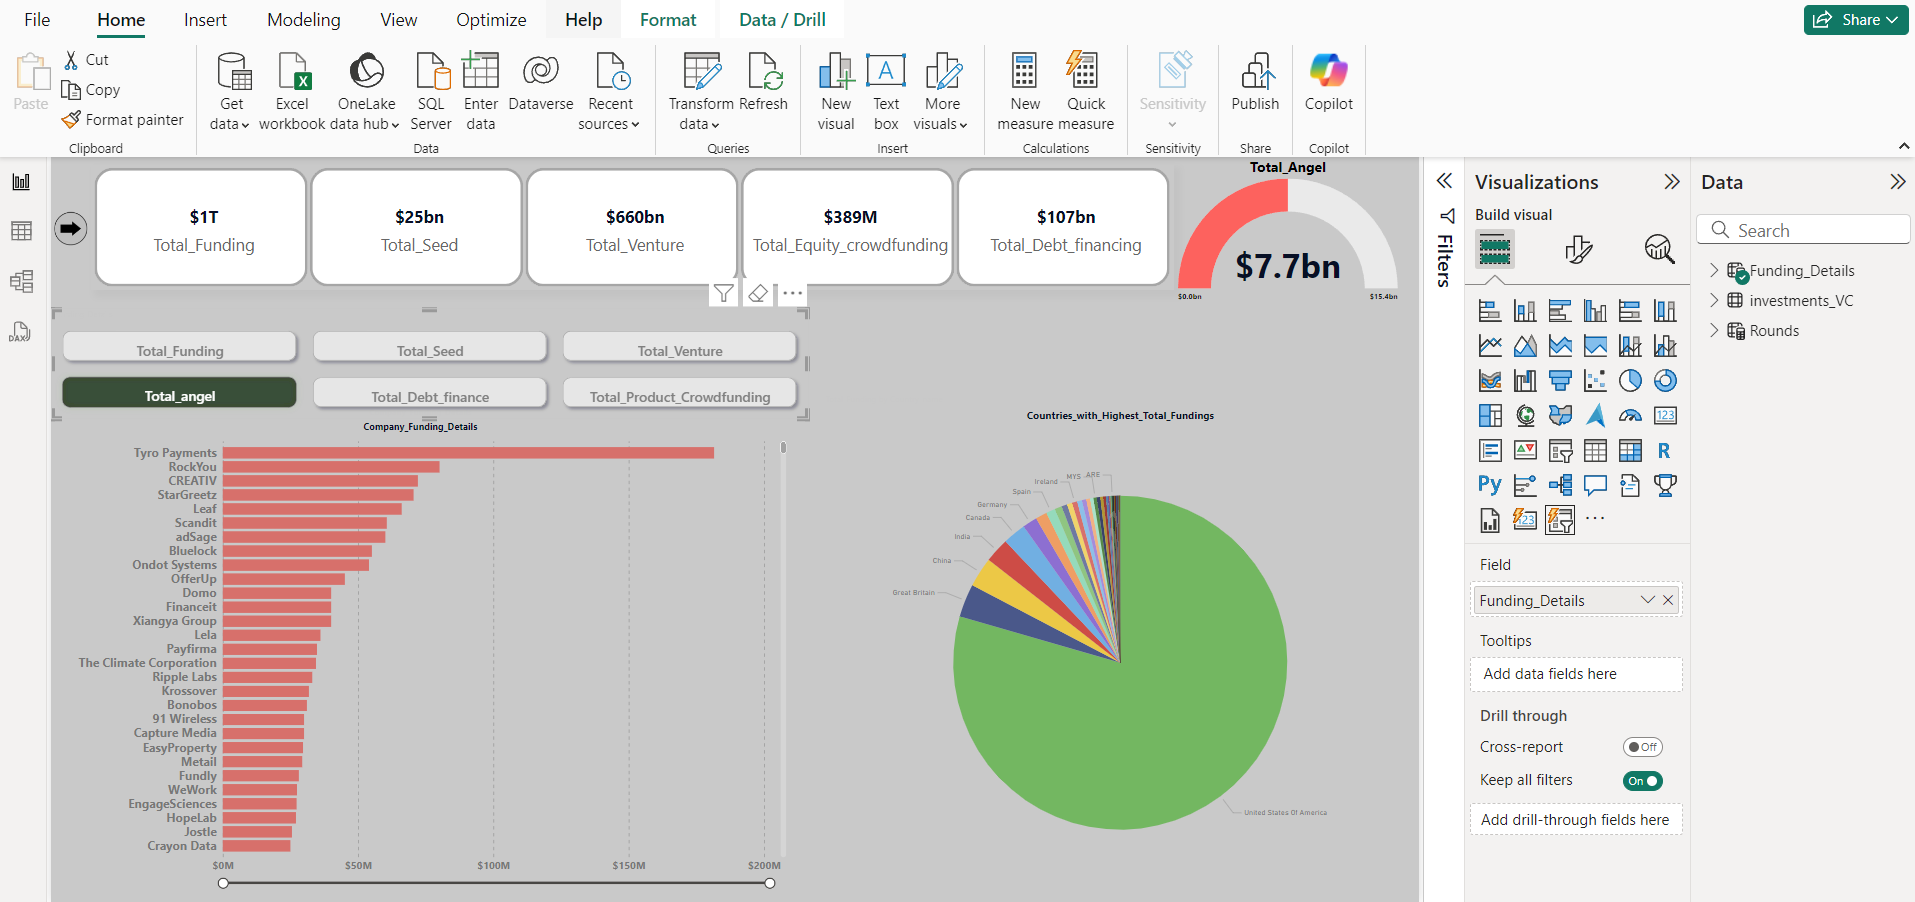 File Home Insert Modeling View Optimize Help Format Data / Drill Share
Paste
Cut
Copy
Format painter
Get data
Excel workbook
OneLake data hub
SQL Server
Enter data
Dataverse
Recent sources
Transform data
Refresh
New visual
Text box
More visuals
New measure
Quick measure
Sensitivity
Publish
Copilot
Clipboard Data Queries Insert Calculations Sensitivity Share Copilot
$1T
Total_Funding
$25bn
Total_Seed
$660bn
Total_Venture
$389M
Total_Equity_crowdfunding
$107bn
Total_Debt_financing
Total_Angel
$7.7bn
$0.0bn $15.4bn
Total_Funding Total_Seed Total_Venture
Total_angel Total_Debt_finance Total_Product_Crowdfunding
Company_Funding_Details
Tyro Payments
RockYou
CREATIV
StarGreetz
Leaf
Scandit
adSage
Bluelock
Ondot Systems
OfferUp
Domo
Financeit
Xiangya Group
Lela
Payfirma
The Climate Corporation
Ripple Labs
Krossover
Bonobos
91 Wireless
Capture Media
EasyProperty
Metail
Fundly
WeWork
EngageSciences
HopeLab
Jostle
Crayon Data
$0M $50M $100M $150M $200M
Countries_with_Highest_Total_Fundings
ARE
MYS
Ireland
Spain
Germany
Canada
India
China
Great Britain
United States Of America
Filters
Visualizations
Build visual
123
R
Py
123
Field
Funding_Details
Tooltips
Add data fields here
Drill through
Cross-report Off
Keep all filters On
Add drill-through fields here
Data
Search
Funding_Details
investments_VC
Rounds
DAX